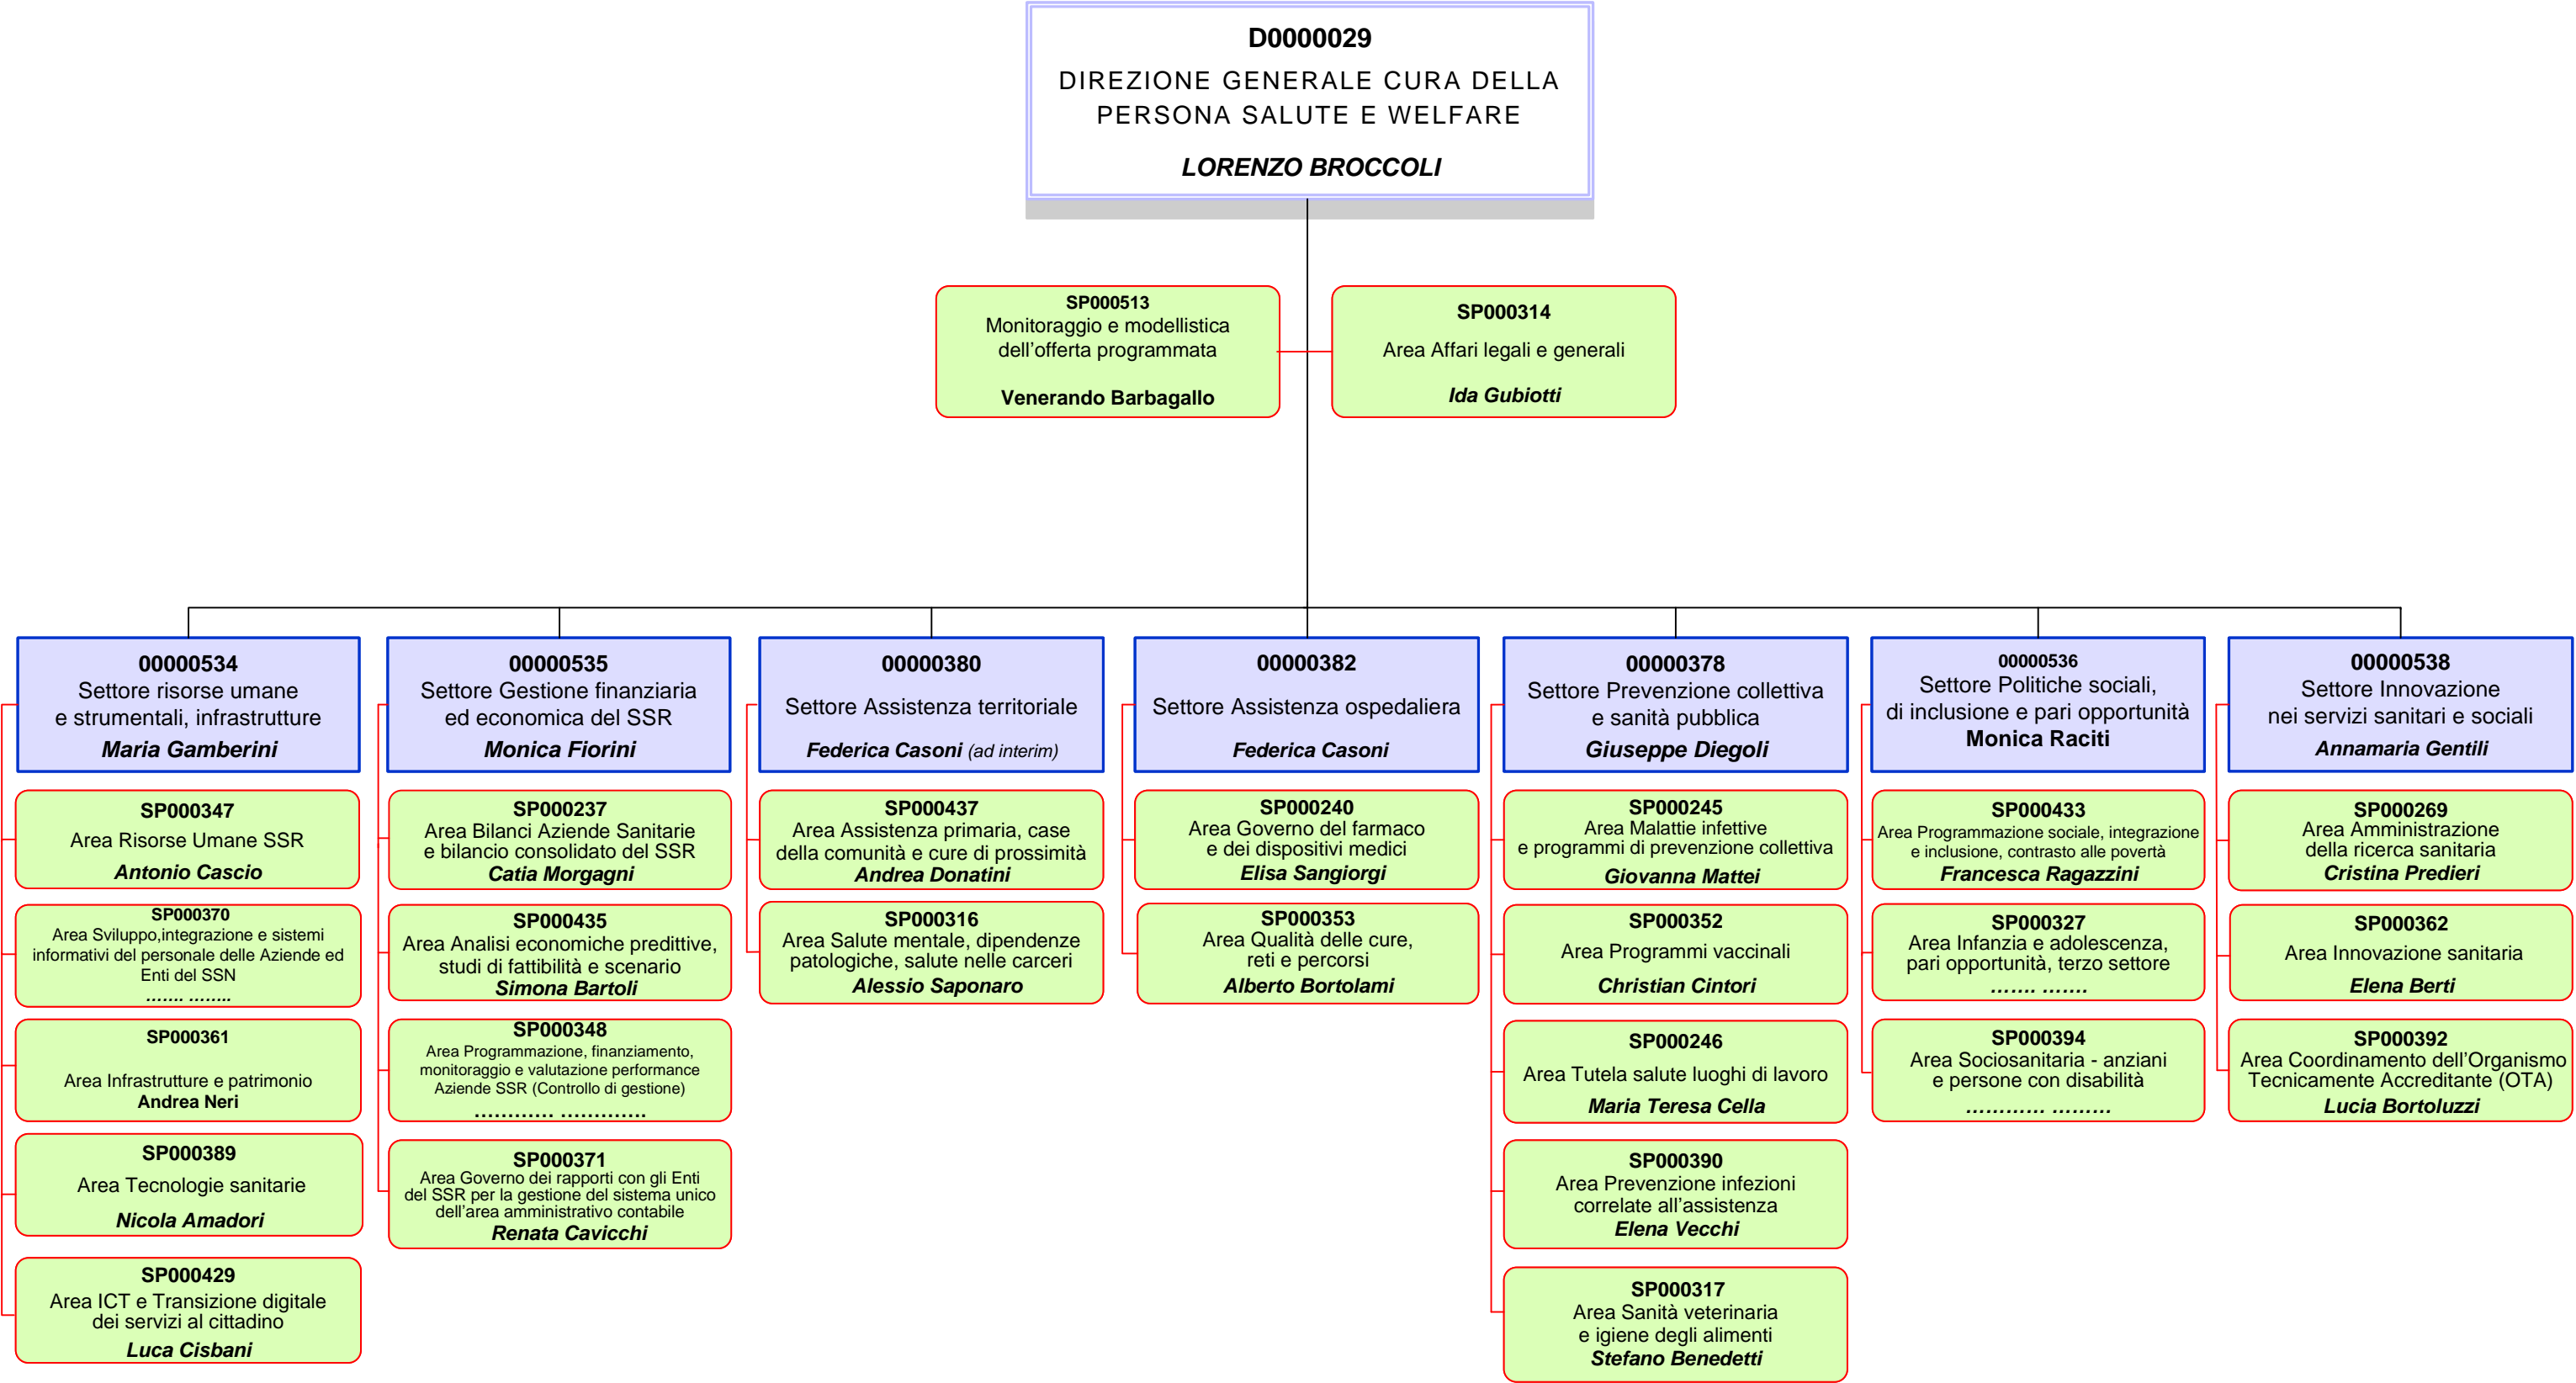 D0000029
DIREZIONE GENERALE CURA DELLA
PERSONA SALUTE E WELFARE
LORENZO BROCCOLI
SP000513
Monitoraggio e modellistica
dell’offerta programmata
Venerando Barbagallo
SP000314
Area Affari legali e generali
Ida Gubiotti
00000534
Settore risorse umane
e strumentali, infrastrutture
Maria Gamberini
SP000347
Area Risorse Umane SSR
Antonio Cascio
SP000370
Area Sviluppo,integrazione e sistemi
informativi del personale delle Aziende ed
Enti del SSN
……. ……..
SP000361
Area Infrastrutture e patrimonio
Andrea Neri
SP000389
Area Tecnologie sanitarie
Nicola Amadori
SP000429
Area ICT e Transizione digitale
dei servizi al cittadino
Luca Cisbani
00000535
Settore Gestione finanziaria
ed economica del SSR
Monica Fiorini
SP000237
Area Bilanci Aziende Sanitarie
e bilancio consolidato del SSR
Catia Morgagni
SP000435
Area Analisi economiche predittive,
studi di fattibilità e scenario
Simona Bartoli
SP000348
Area Programmazione, finanziamento,
monitoraggio e valutazione performance
Aziende SSR (Controllo di gestione)
………… ………….
SP000371
Area Governo dei rapporti con gli Enti
del SSR per la gestione del sistema unico
dell’area amministrativo contabile
Renata Cavicchi
00000380
Settore Assistenza territoriale
Federica Casoni (ad interim)
SP000437
Area Assistenza primaria, case
della comunità e cure di prossimità
Andrea Donatini
SP000316
Area Salute mentale, dipendenze
patologiche, salute nelle carceri
Alessio Saponaro
00000382
Settore Assistenza ospedaliera
Federica Casoni
SP000240
Area Governo del farmaco
e dei dispositivi medici
Elisa Sangiorgi
SP000353
Area Qualità delle cure,
reti e percorsi
Alberto Bortolami
00000378
Settore Prevenzione collettiva
e sanità pubblica
Giuseppe Diegoli
SP000245
Area Malattie infettive
e programmi di prevenzione collettiva
Giovanna Mattei
SP000352
Area Programmi vaccinali
Christian Cintori
SP000246
Area Tutela salute luoghi di lavoro
Maria Teresa Cella
SP000390
Area Prevenzione infezioni
correlate all’assistenza
Elena Vecchi
SP000317
Area Sanità veterinaria
e igiene degli alimenti
Stefano Benedetti
00000536
Settore Politiche sociali,
di inclusione e pari opportunità
Monica Raciti
SP000433
Area Programmazione sociale, integrazione
e inclusione, contrasto alle povertà
Francesca Ragazzini
SP000327
Area Infanzia e adolescenza,
pari opportunità, terzo settore
……. …….
SP000394
Area Sociosanitaria - anziani
e persone con disabilità
………… ………
00000538
Settore Innovazione
nei servizi sanitari e sociali
Annamaria Gentili
SP000269
Area Amministrazione
della ricerca sanitaria
Cristina Predieri
SP000362
Area Innovazione sanitaria
Elena Berti
SP000392
Area Coordinamento dell’Organismo
Tecnicamente Accreditante (OTA)
Lucia Bortoluzzi